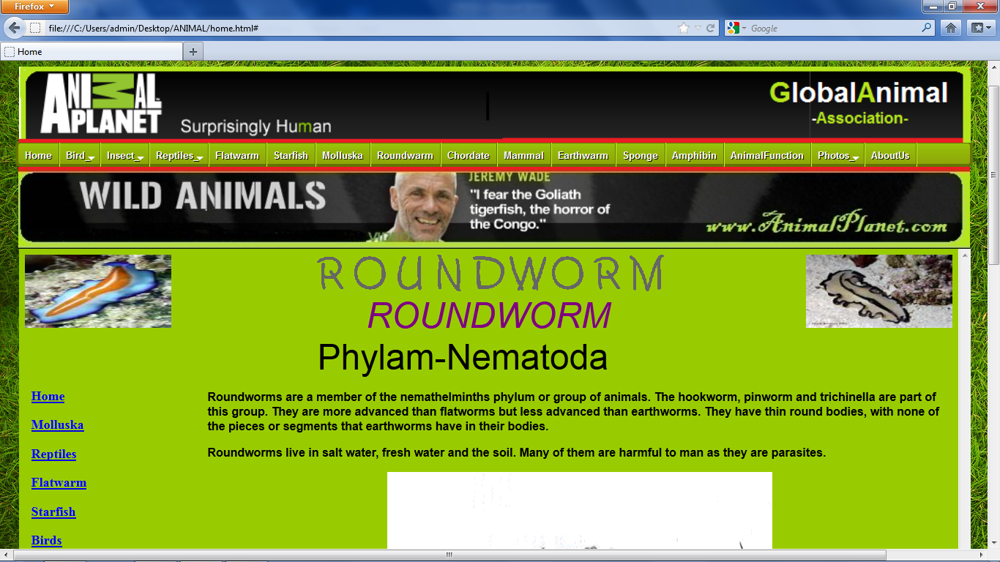 Firefox
file:///C:/Users/admin/Desktop/ANIMAL/home.html#
Google
Home
ANIMAL PLANET
Surprisingly Human
GlobalAnimal
-Association-
Home Bird Insect Reptiles Flatwarm Starfish Molluska Roundwarm Chordate Mammal Earthwarm Sponge Amphibin AnimalFunction Photos AboutUs
WILD ANIMALS
JEREMY WADE
"I fear the Goliath
tigerfish, the horror of
the Congo."
www.AnimalPlanet.com
ROUNDWORM
ROUNDWORM
Phylam-Nematoda
Home
Molluska
Reptiles
Flatwarm
Starfish
Birds
Roundworms are a member of the nemathelminths phylum or group of animals. The hookworm, pinworm and trichinella are part of
this group. They are more advanced than flatworms but less advanced than earthworms. They have thin round bodies, with none of
the pieces or segments that earthworms have in their bodies.
Roundworms live in salt water, fresh water and the soil. Many of them are harmful to man as they are parasites.